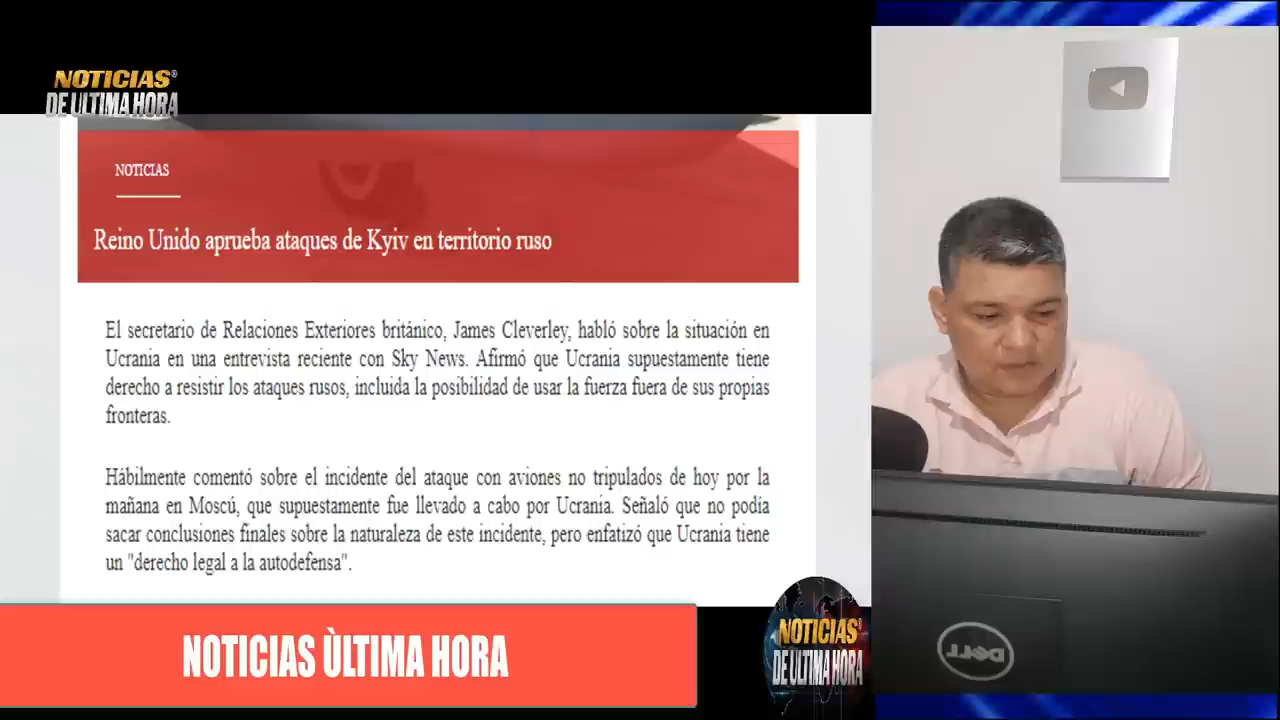 NOTICIAS
DE ULTIMA HORA
NOTICIAS
Reino Unido aprueba ataques de Kyiv en territorio ruso
El secretario de Relaciones Exteriores británico, James Cleverley, habló sobre la situación en
Ucrania en una entrevista reciente con Sky News. Afirmó que Ucrania supuestamente tiene
derecho a resistir los ataques rusos, incluida la posibilidad de usar la fuerza fuera de sus propias
fronteras.
Hábilmente comentó sobre el incidente del ataque con aviones no tripulados de hoy por la
mañana en Moscú, que supuestamente fue llevado a cabo por Ucrania. Señaló que no podía
sacar conclusiones finales sobre la naturaleza de este incidente, pero enfatizó que Ucrania tiene
un "derecho legal a la autodefensa".
NOTICIAS ÙLTIMA HORA
NOTICIAS
DE ULTIMA HORA
DELL